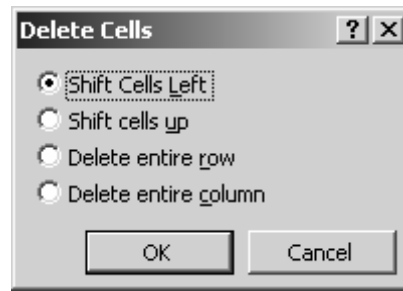 Delete Cells ? X
Shift Cells Left
Shift cells up
Delete entire row
Delete entire column
OK Cancel